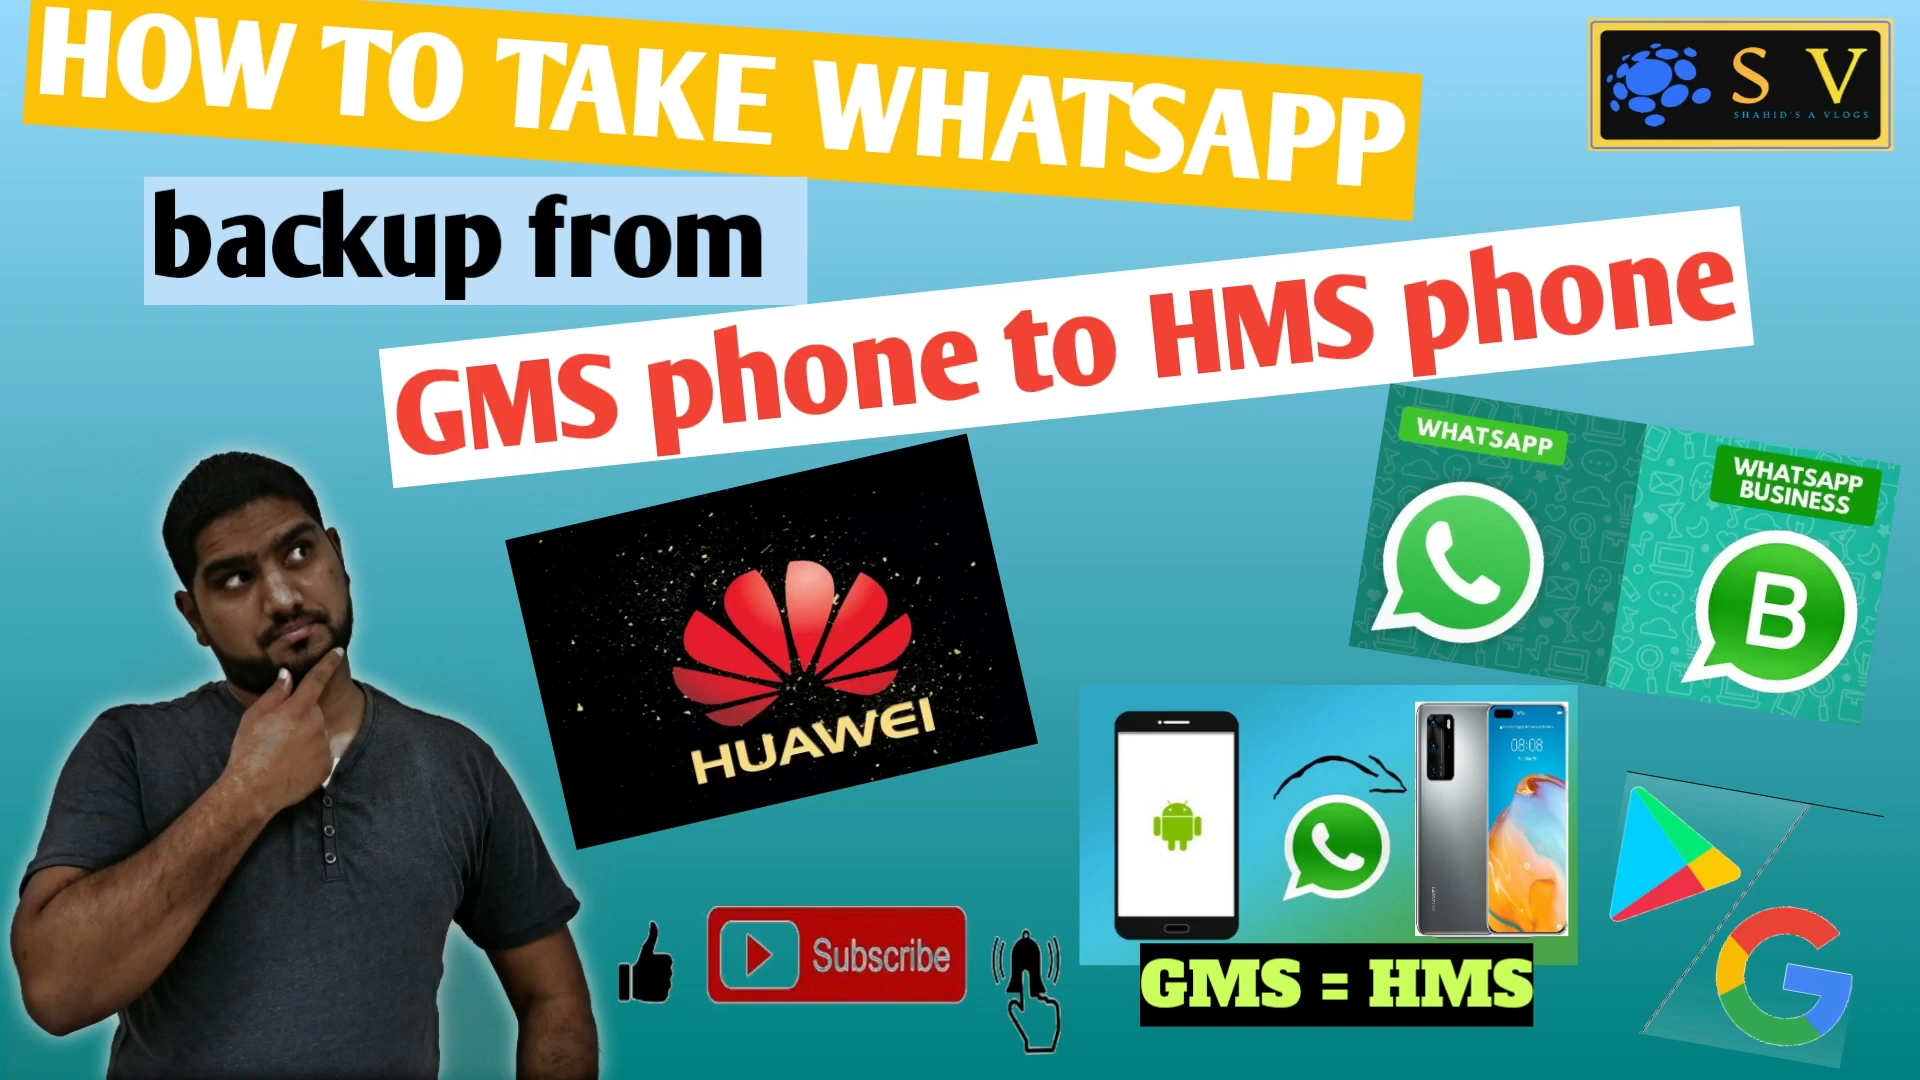 HOW TO TAKE WHATSAPP
S V
SHAHID'S A VLOGS
backup from
GMS phone to HMS phone
WHATSAPP
WHATSAPP
BUSINESS
B
HUAWEI
08:08
HUAWEI
Subscribe
GMS = HMS